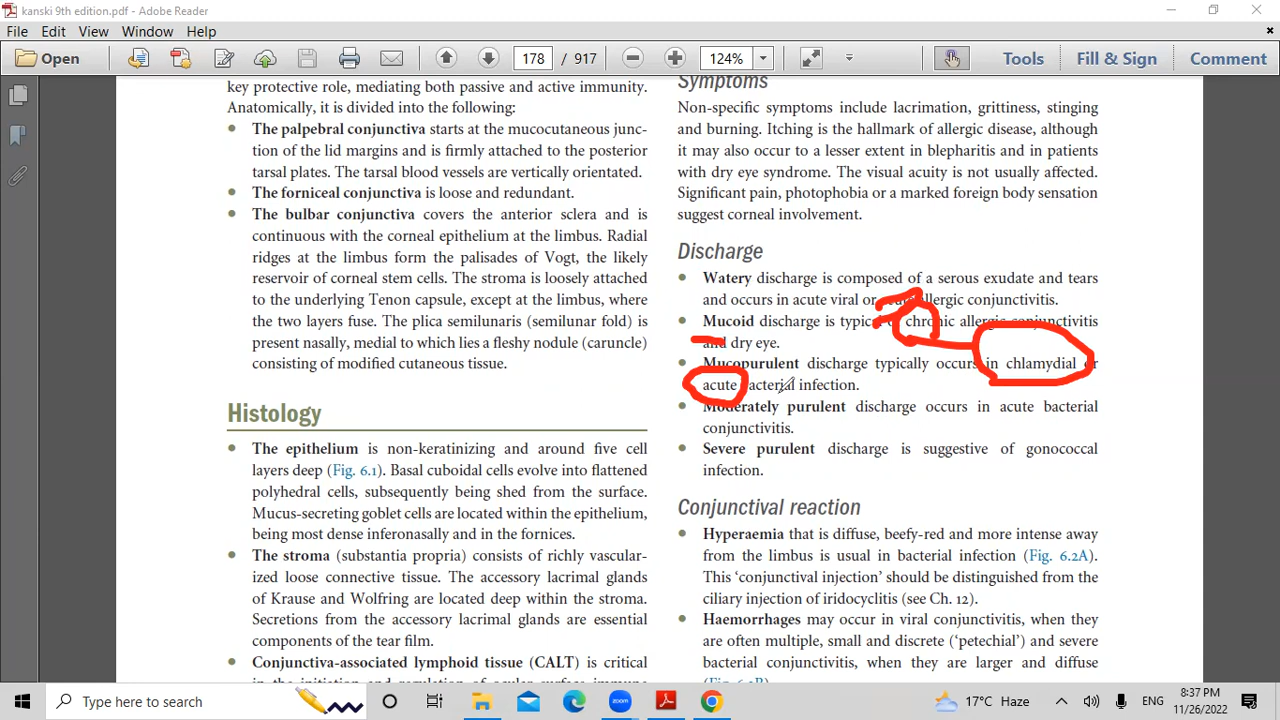 kanski 9th edition.pdf - Adobe Reader
File Edit View Window Help
Open 178 / 917 124% Tools Fill & Sign Comment
key protective role, mediating both passive and active immunity.
Anatomically, it is divided into the following:
The palpebral conjunctiva starts at the mucocutaneous junc-
tion of the lid margins and is firmly attached to the posterior
tarsal plates. The tarsal blood vessels are vertically orientated.
The forniceal conjunctiva is loose and redundant.
The bulbar conjunctiva covers the anterior sclera and is
continuous with the corneal epithelium at the limbus. Radial
ridges at the limbus form the palisades of Vogt, the likely
reservoir of corneal stem cells. The stroma is loosely attached
to the underlying Tenon capsule, except at the limbus, where
the two layers fuse. The plica semilunaris (semilunar fold) is
present nasally, medial to which lies a fleshy nodule (caruncle)
consisting of modified cutaneous tissue.
Histology
The epithelium is non-keratinizing and around five cell
layers deep (Fig. 6.1). Basal cuboidal cells evolve into flattened
polyhedral cells, subsequently being shed from the surface.
Mucus-secreting goblet cells are located within the epithelium,
being most dense inferonasally and in the fornices.
The stroma (substantia propria) consists of richly vascular-
ized loose connective tissue. The accessory lacrimal glands
of Krause and Wolfring are located deep within the stroma.
Secretions from the accessory lacrimal glands are essential
components of the tear film.
Conjunctiva-associated lymphoid tissue (CALT) is critical
in the initiation and regulation of ocular surface immune
Symptoms
Non-specific symptoms include lacrimation, grittiness, stinging
and burning. Itching is the hallmark of allergic disease, although
it may also occur to a lesser extent in blepharitis and in patients
with dry eye syndrome. The visual acuity is not usually affected.
Significant pain, photophobia or a marked foreign body sensation
suggest corneal involvement.
Discharge
Watery discharge is composed of a serous exudate and tears
and occurs in acute viral or acute allergic conjunctivitis.
Mucoid discharge is typical of chronic allergic conjunctivitis
and dry eye.
Mucopurulent discharge typically occurs in chlamydial or
acute bacterial infection.
Moderately purulent discharge occurs in acute bacterial
conjunctivitis.
Severe purulent discharge is suggestive of gonococcal
infection.
Conjunctival reaction
Hyperaemia that is diffuse, beefy-red and more intense away
from the limbus is usual in bacterial infection (Fig. 6.2A).
This ‘conjunctival injection’ should be distinguished from the
ciliary injection of iridocyclitis (see Ch. 12).
Haemorrhages may occur in viral conjunctivitis, when they
are often multiple, small and discrete (‘petechial’) and severe
bacterial conjunctivitis, when they are larger and diffuse
(Fig. 6.2B).
Type here to search
zoom
17°C Haze
ENG
8:37 PM
11/26/2022